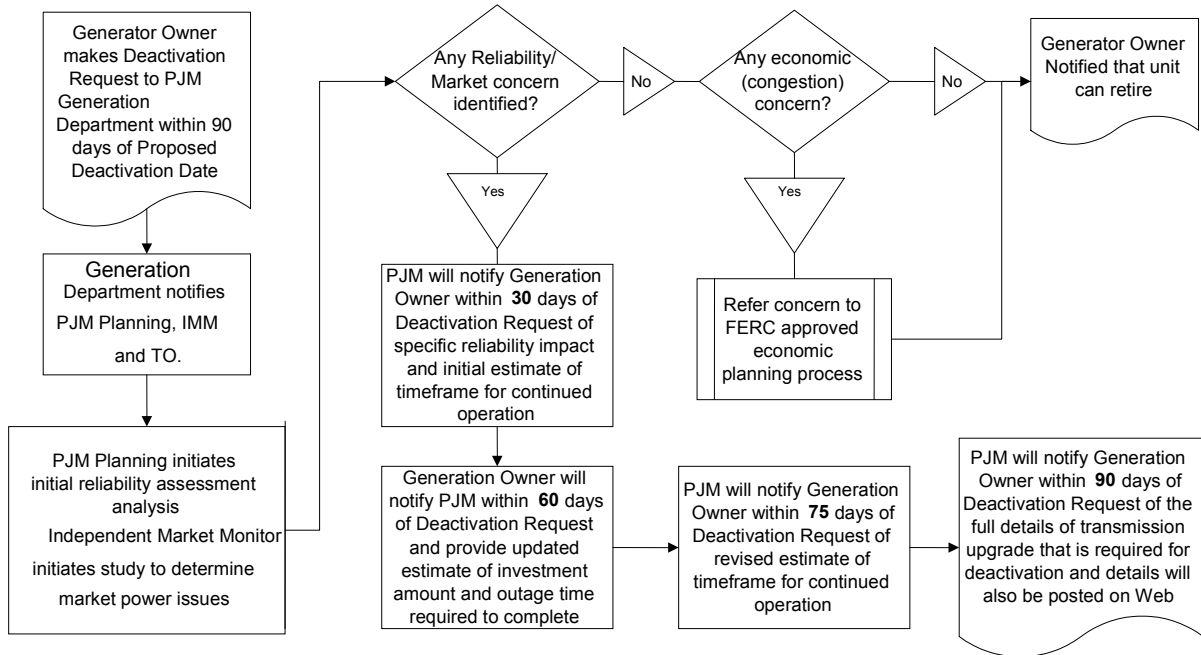 Generator Owner
makes Deactivation
Request to PJM
Generation
Department within 90
days of Proposed
Deactivation Date
Generation
Department notifies
PJM Planning, IMM
and TO.
PJM Planning initiates
initial reliability assessment
analysis
Independent Market Monitor
initiates study to determine
market power issues
Any Reliability/
Market concern
identified?
No
Any economic
(congestion)
concern?
No
Generator Owner
Notified that unit
can retire
Yes
Yes
PJM will notify Generation
Owner within 30 days of
Deactivation Request of
specific reliability impact
and initial estimate of
timeframe for continued
operation
Refer concern to
FERC approved
economic
planning process
Generation Owner will
notify PJM within 60 days
of Deactivation Request
and provide updated
estimate of investment
amount and outage time
required to complete
PJM will notify Generation
Owner within 75 days of
Deactivation Request of
revised estimate of
timeframe for continued
operation
PJM will notify Generation
Owner within 90 days of
Deactivation Request of the
full details of transmission
upgrade that is required for
deactivation and details will
also be posted on Web